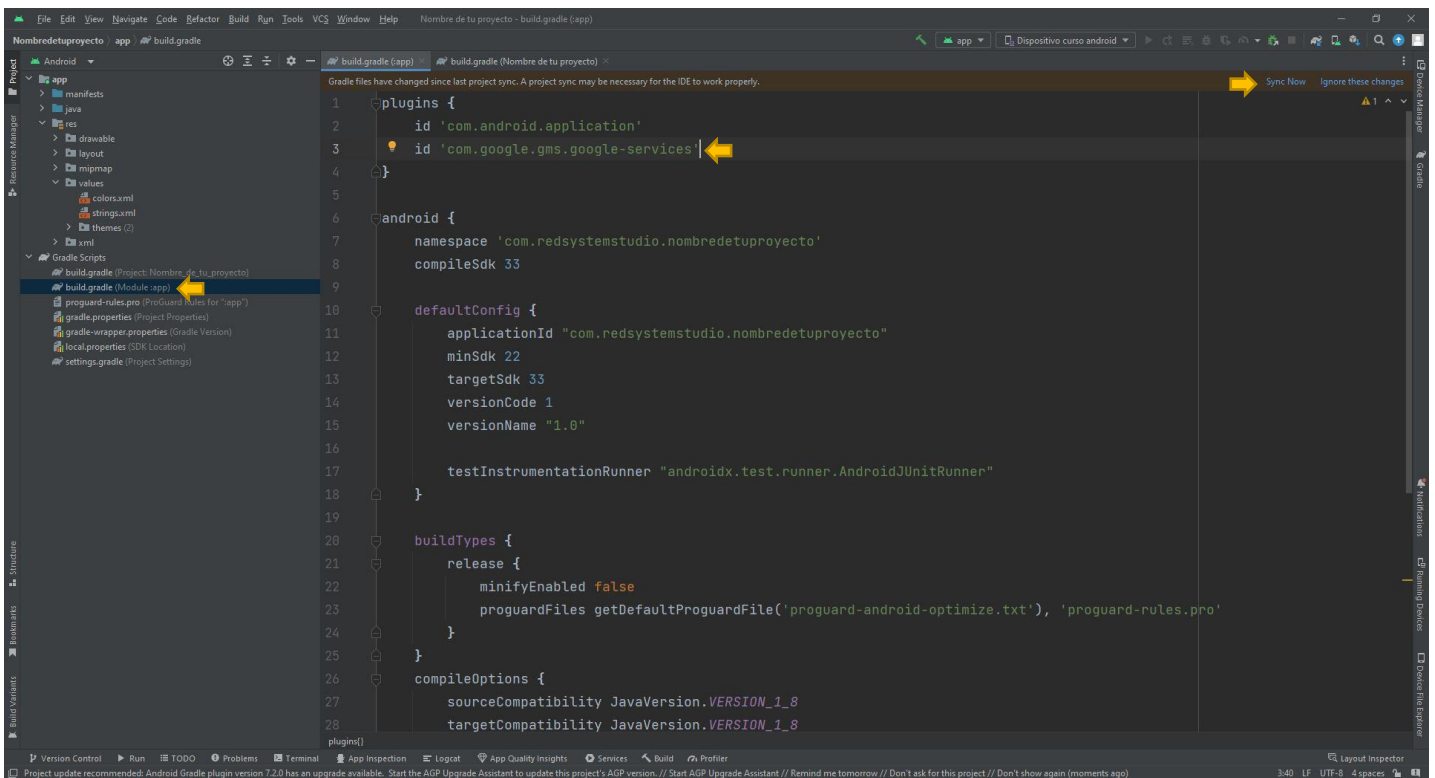 File Edit View Navigate Code Refactor Build Run Tools VCS Window Help Nombre de tu proyecto - build.gradle (:app)
Nombredetuproyecto app build.gradle
app Dispositivo curso android
Android
build.gradle (:app) build.gradle (Nombre de tu proyecto)
Gradle files have changed since last project sync. A project sync may be necessary for the IDE to work properly. Sync Now Ignore these changes
Project
Resource Manager
Structure
Bookmarks
Build Variants
app
manifests
java
res
drawable
layout
mipmap
values
colors.xml
strings.xml
themes (2)
xml
Gradle Scripts
build.gradle (Project: Nombre_de_tu_proyecto)
build.gradle (Module :app)
proguard-rules.pro (ProGuard Rules for ":app")
gradle.properties (Project Properties)
gradle-wrapper.properties (Gradle Version)
local.properties (SDK Location)
settings.gradle (Project Settings)
1 plugins {
2 id 'com.android.application'
3 id 'com.google.gms.google-services'
4 }
5
6 android {
7 namespace 'com.redsystemstudio.nombredetuproyecto'
8 compileSdk 33
9
10 defaultConfig {
11 applicationId "com.redsystemstudio.nombredetuproyecto"
12 minSdk 22
13 targetSdk 33
14 versionCode 1
15 versionName "1.0"
16
17 testInstrumentationRunner "androidx.test.runner.AndroidJUnitRunner"
18 }
19
20 buildTypes {
21 release {
22 minifyEnabled false
23 proguardFiles getDefaultProguardFile('proguard-android-optimize.txt'), 'proguard-rules.pro'
24 }
25 }
26 compileOptions {
27 sourceCompatibility JavaVersion.VERSION_1_8
28 targetCompatibility JavaVersion.VERSION_1_8
plugins{}
1
Device Manager
Gradle
Notifications
Running Devices
Device File Explorer
Version Control Run TODO Problems Terminal App Inspection Logcat App Quality Insights Services Build Profiler Layout Inspector
Project update recommended: Android Gradle plugin version 7.2.0 has an upgrade available. Start the AGP Upgrade Assistant to update this project's AGP version. // Start AGP Upgrade Assistant // Remind me tomorrow // Don't ask for this project // Don't show again (moments ago) 3:40 LF UTF-8 4 spaces